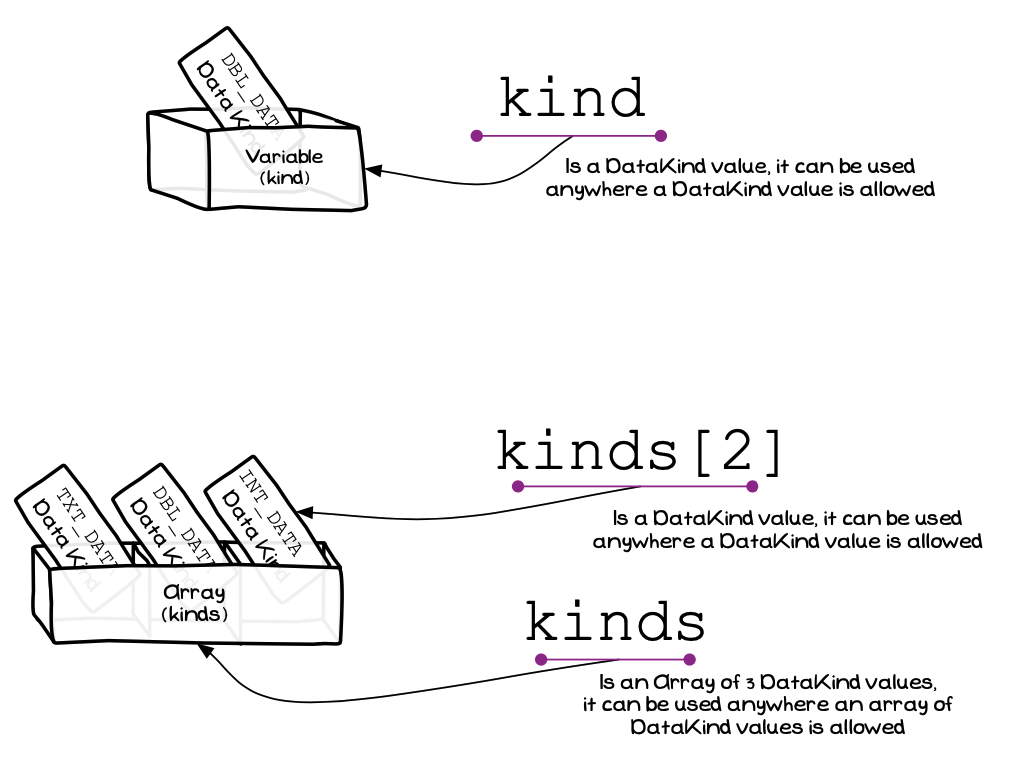 DBL_DATA
Data Kind
Variable
(kind)
kind
Is a DataKind value, it can be used
anywhere a DataKind value is allowed
kinds[2]
Is a DataKind value, it can be used
anywhere a DataKind value is allowed
TXT_DATA
Data Kind
DBL_DATA
Data Kind
INT_DATA
Data Kind
Array
(kinds)
kinds
Is an Array of 3 DataKind values,
it can be used anywhere an array of
DataKind values is allowed